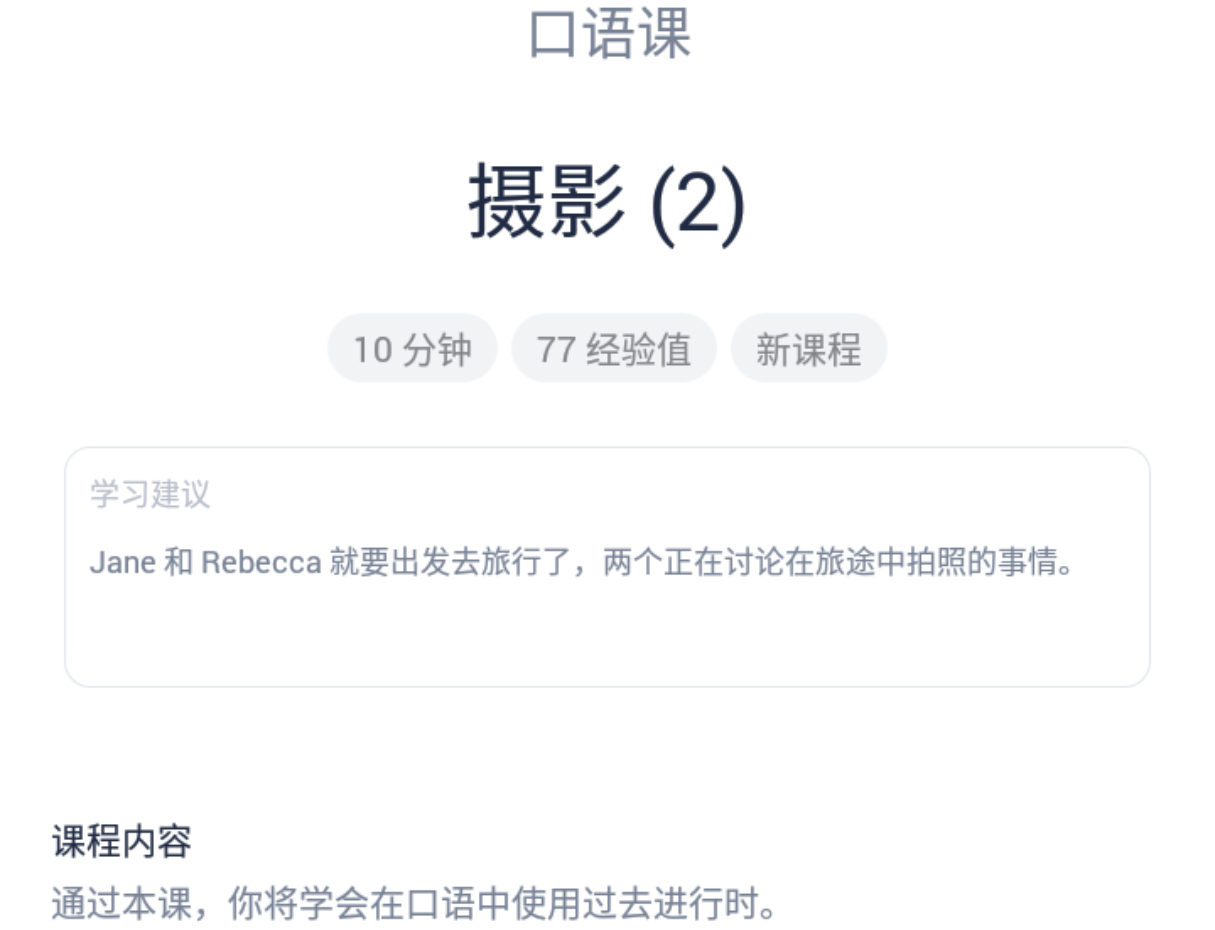 口语课
摄影 (2)
10 分钟
77 经验值
新课程
学习建议
Jane 和 Rebecca 就要出发去旅行了，两个正在讨论在旅途中拍照的事情。
课程内容
通过本课，你将学会在口语中使用过去进行时。